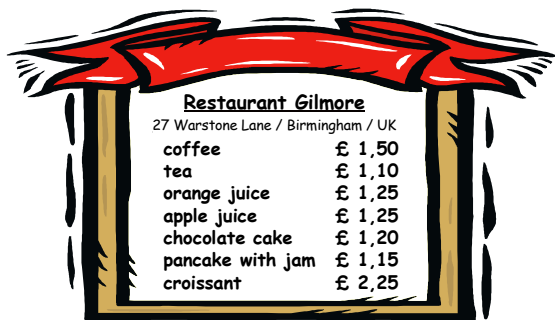 Restaurant Gilmore
27 Warstone Lane / Birmingham / UK
coffee £ 1,50
tea £ 1,10
orange juice £ 1,25
apple juice £ 1,25
chocolate cake £ 1,20
pancake with jam £ 1,15
croissant £ 2,25